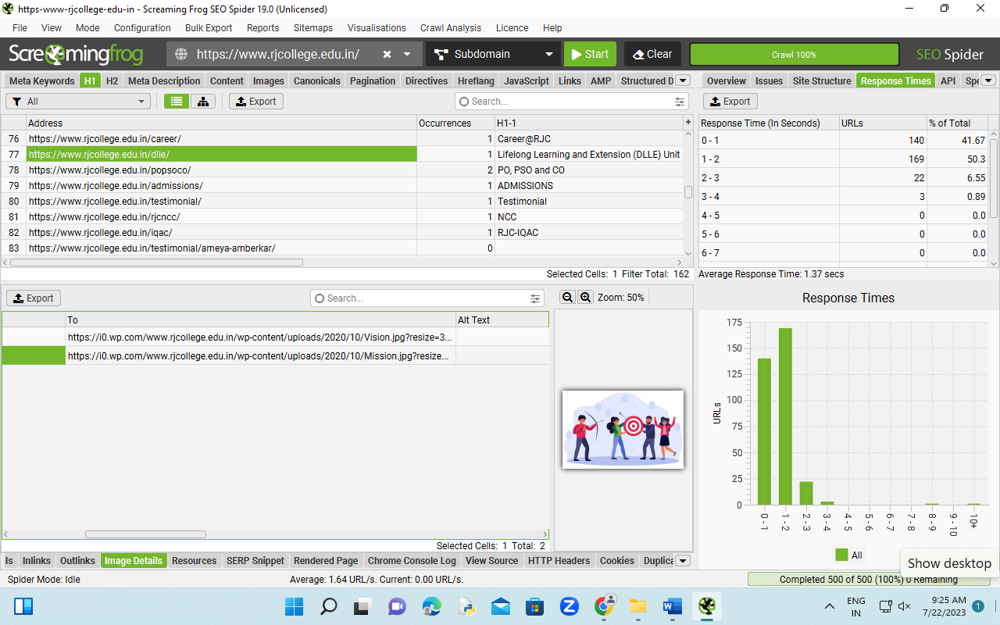 https-www-rjcollege-edu-in - Screaming Frog SEO Spider 19.0 (Unlicensed)
File View Mode Configuration Bulk Export Reports Sitemaps Visualisations Crawl Analysis Licence Help
Screamingfrog https://www.rjcollege.edu.in/ Subdomain Start Clear Crawl 100% SEO Spider
Meta Keywords H1 H2 Meta Description Content Images Canonicals Pagination Directives Hreflang JavaScript Links AMP Structured D
All Export Search...
Address Occurrences H1-1 +
76 https://www.rjcollege.edu.in/career/ 1 Career@RJC
77 https://www.rjcollege.edu.in/dlle/ 1 Lifelong Learning and Extension (DLLE) Unit
78 https://www.rjcollege.edu.in/popsoco/ 2 PO, PSO and CO
79 https://www.rjcollege.edu.in/admissions/ 1 ADMISSIONS
80 https://www.rjcollege.edu.in/testimonial/ 1 Testimonial
81 https://www.rjcollege.edu.in/rjcncc/ 1 NCC
82 https://www.rjcollege.edu.in/iqac/ 1 RJC-IQAC
83 https://www.rjcollege.edu.in/testimonial/ameya-amberkar/ 0
Selected Cells: 1 Filter Total: 162
Overview Issues Site Structure Response Times API Spe
Export
Response Time (In Seconds) URLs % of Total
0 - 1 140 41.67
1 - 2 169 50.3
2 - 3 22 6.55
3 - 4 3 0.89
4 - 5 0 0.0
5 - 6 0 0.0
6 - 7 0 0.0
Average Response Time: 1.37 secs
Export Search... Zoom: 50%
To Alt Text
https://i0.wp.com/www.rjcollege.edu.in/wp-content/uploads/2020/10/Vision.jpg?resize=3...
https://i0.wp.com/www.rjcollege.edu.in/wp-content/uploads/2020/10/Mission.jpg?resize...
Selected Cells: 1 Total: 2
Response Times
175
150
125
100
75
50
25
0
URLs
0 - 1 1 - 2 2 - 3 3 - 4 4 - 5 5 - 6 6 - 7 7 - 8 8 - 9 9 - 10 10+
All
ls Inlinks Outlinks Image Details Resources SERP Snippet Rendered Page Chrome Console Log View Source HTTP Headers Cookies Duplica
Show desktop
Spider Mode: Idle Average: 1.64 URL/s. Current: 0.00 URL/s. Completed 500 of 500 (100%) 0 Remaining
ENG
IN
9:25 AM
7/22/2023
1